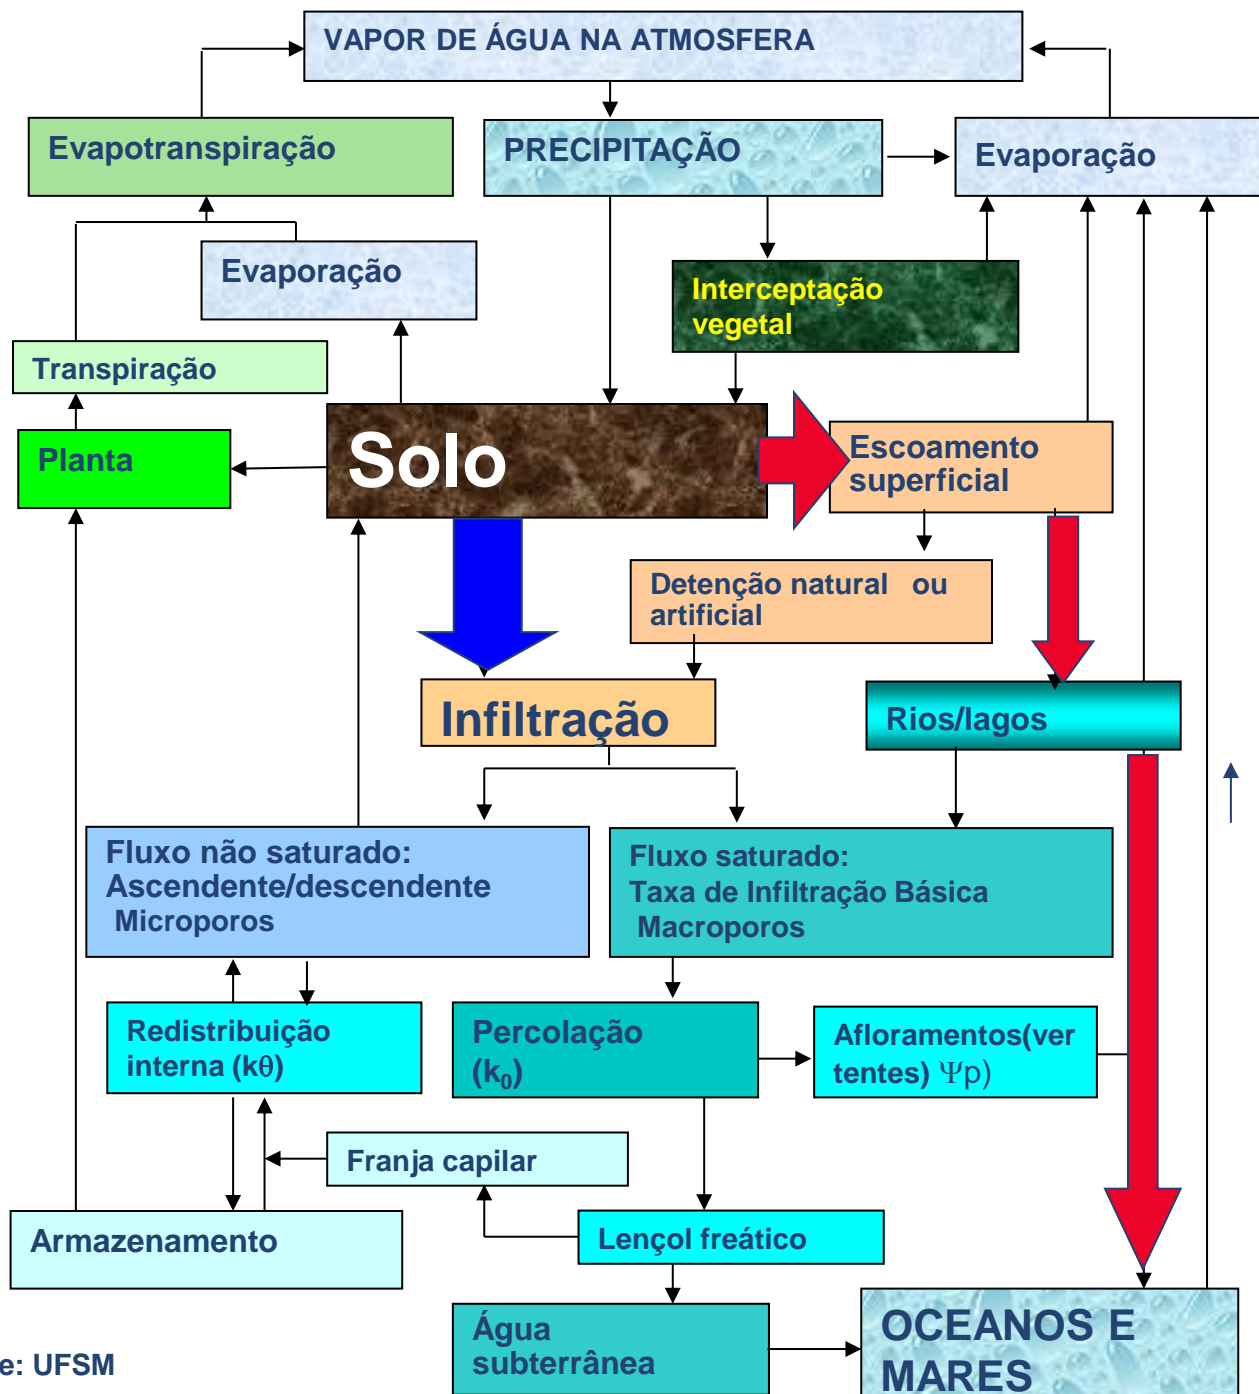 VAPOR DE ÁGUA NA ATMOSFERA
Evapotranspiração
PRECIPITAÇÃO
Evaporação
Evaporação
Interceptação
vegetal
Transpiração
Planta
Solo
Escoamento
superficial
Detenção natural ou
artificial
Infiltração
Rios/lagos
Fluxo não saturado:
Ascendente/descendente
Microporos
Fluxo saturado:
Taxa de Infiltração Básica
Macroporos
Redistribuição
interna (kθ)
Percolação
(k₀)
Afloramentos(ver
tentes) Ψp)
Franja capilar
Armazenamento
Lençol freático
Água
subterrânea
OCEANOS E
MARES
e: UFSM